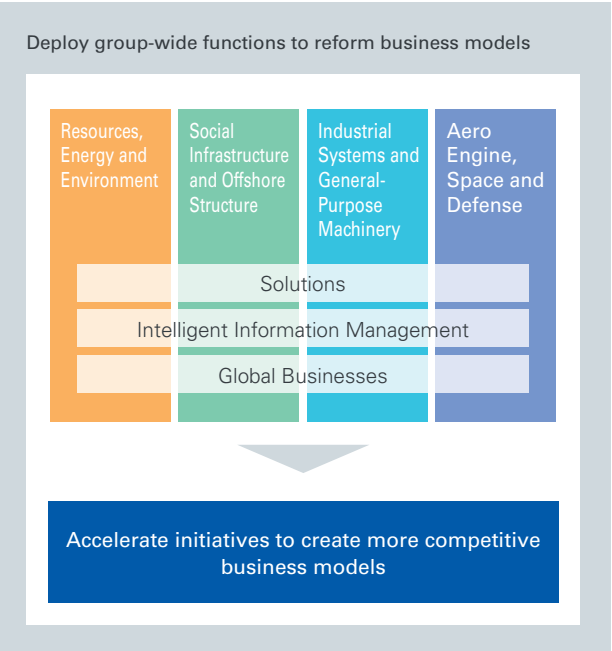 Deploy group-wide functions to reform business models
Resources,
Energy and
Environment
Social
Infrastructure
and Offshore
Structure
Industrial
Systems and
General-
Purpose
Machinery
Aero
Engine,
Space and
Defense
Solutions
Intelligent Information Management
Global Businesses
Accelerate initiatives to create more competitive
business models